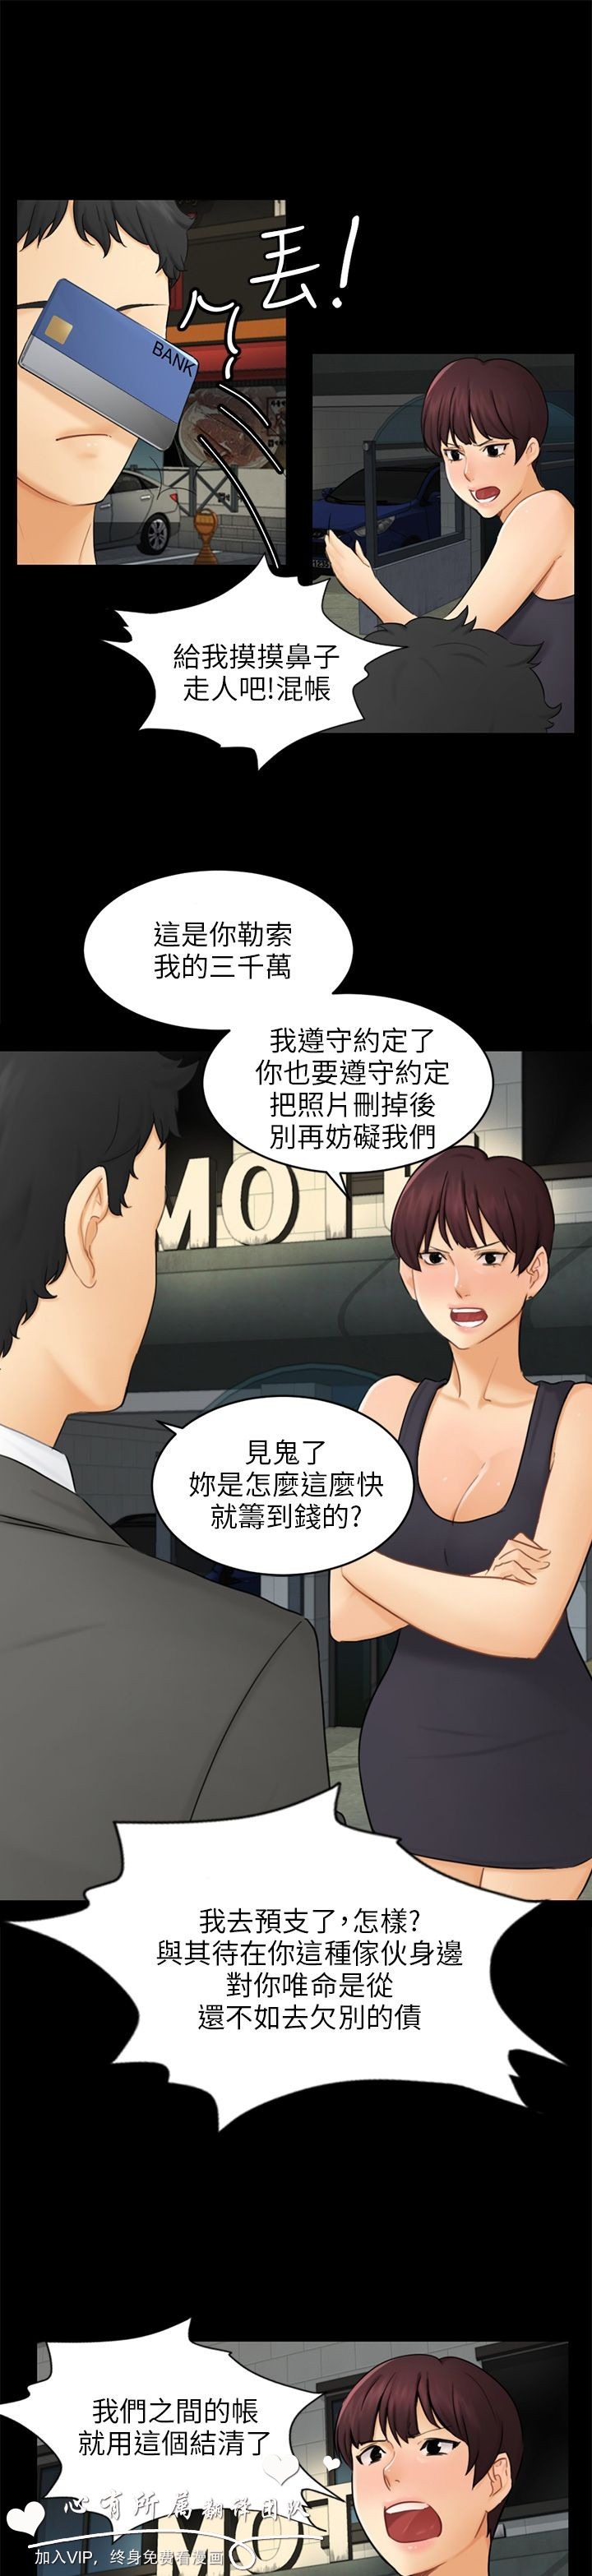 丟!
BANK
給我摸摸鼻子
走人吧!混帳
這是你勒索
我的三千萬
我遵守約定了
你也要遵守約定
把照片刪掉後
別再妨礙我們
MOT
見鬼了
妳是怎麼這麼快
就籌到錢的?
我去預支了,怎樣?
與其待在你這種傢伙身邊
對你唯命是從
還不如去欠別的債
我們之間的帳
就用這個結清了
MOT
心有所属翻译团队
加入VIP,终身免费看漫画